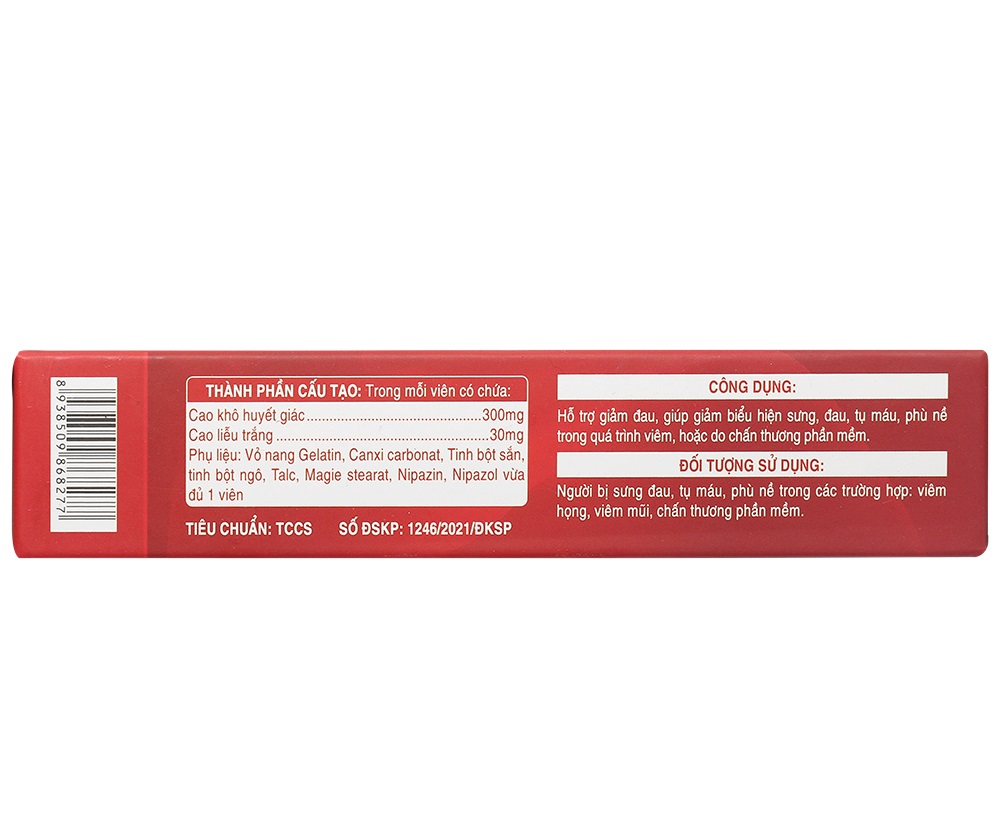 8938509868277
THÀNH PHẦN CẤU TẠO: Trong mỗi viên có chứa:
Cao khô huyết giác..........................................300mg
Cao liễu trắng...................................................30mg
Phụ liệu: Vỏ nang Gelatin, Canxi carbonat, Tinh bột sắn,
tinh bột ngô, Talc, Magie stearat, Nipazin, Nipazol vừa
đủ 1 viên
TIÊU CHUẨN: TCCS SỐ ĐSKP: 1246/2021/ĐKSP
CÔNG DỤNG:
Hỗ trợ giảm đau, giúp giảm biểu hiện sưng, đau, tụ máu, phù nề
trong quá trình viêm, hoặc do chấn thương phần mềm.
ĐỐI TƯỢNG SỬ DỤNG:
Người bị sưng đau, tụ máu, phù nề trong các trường hợp: viêm
họng, viêm mũi, chấn thương phần mềm.